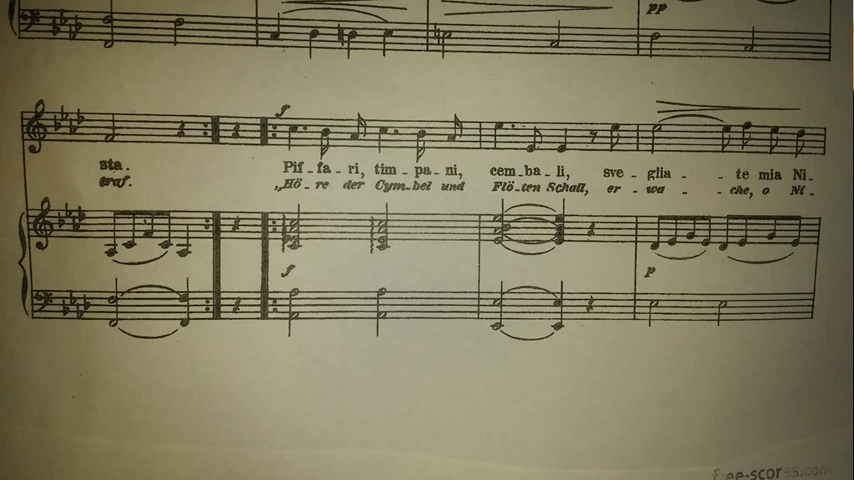 pp
f
sta. Pif - fa - ri, tim - pa - ni, cem - ba - li, sve - glia - te mia Ni -
graf. „Hö - re der Cym - bel und Flö - ten Schall, er - wa - che, o Ni -
f p
free-scores.com